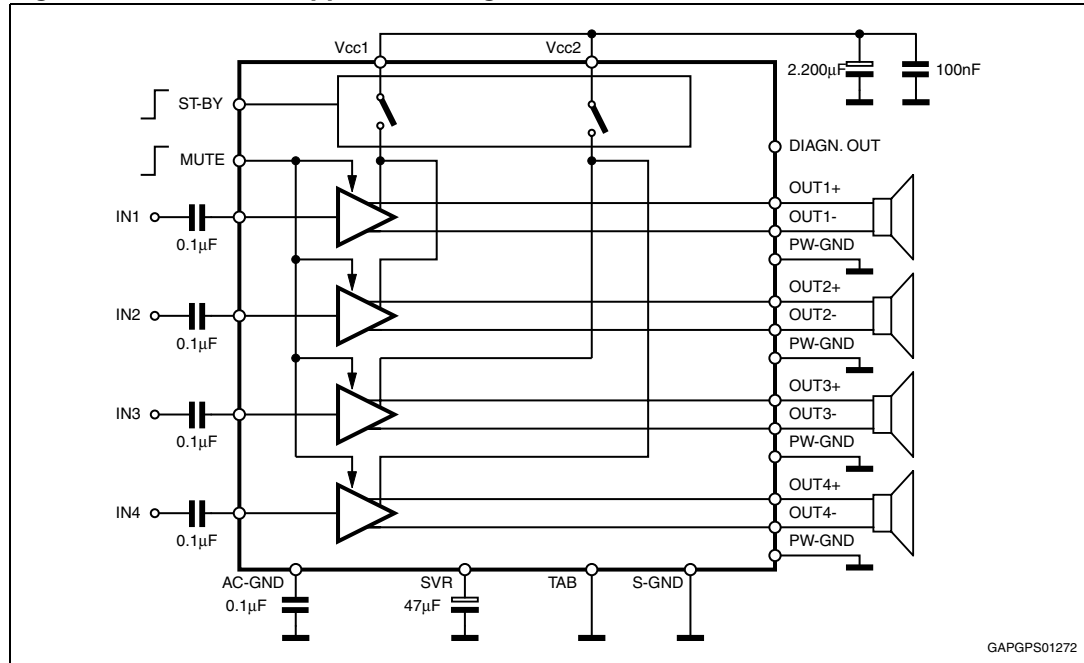 Vcc1
Vcc2
2.200µF
100nF
ST-BY
DIAGN. OUT
MUTE
OUT1+
IN1
OUT1-
0.1µF
PW-GND
OUT2+
IN2
OUT2-
0.1µF
PW-GND
OUT3+
IN3
OUT3-
0.1µF
PW-GND
OUT4+
IN4
OUT4-
0.1µF
PW-GND
AC-GND
SVR
TAB
S-GND
0.1µF
47µF
GAPGPS01272